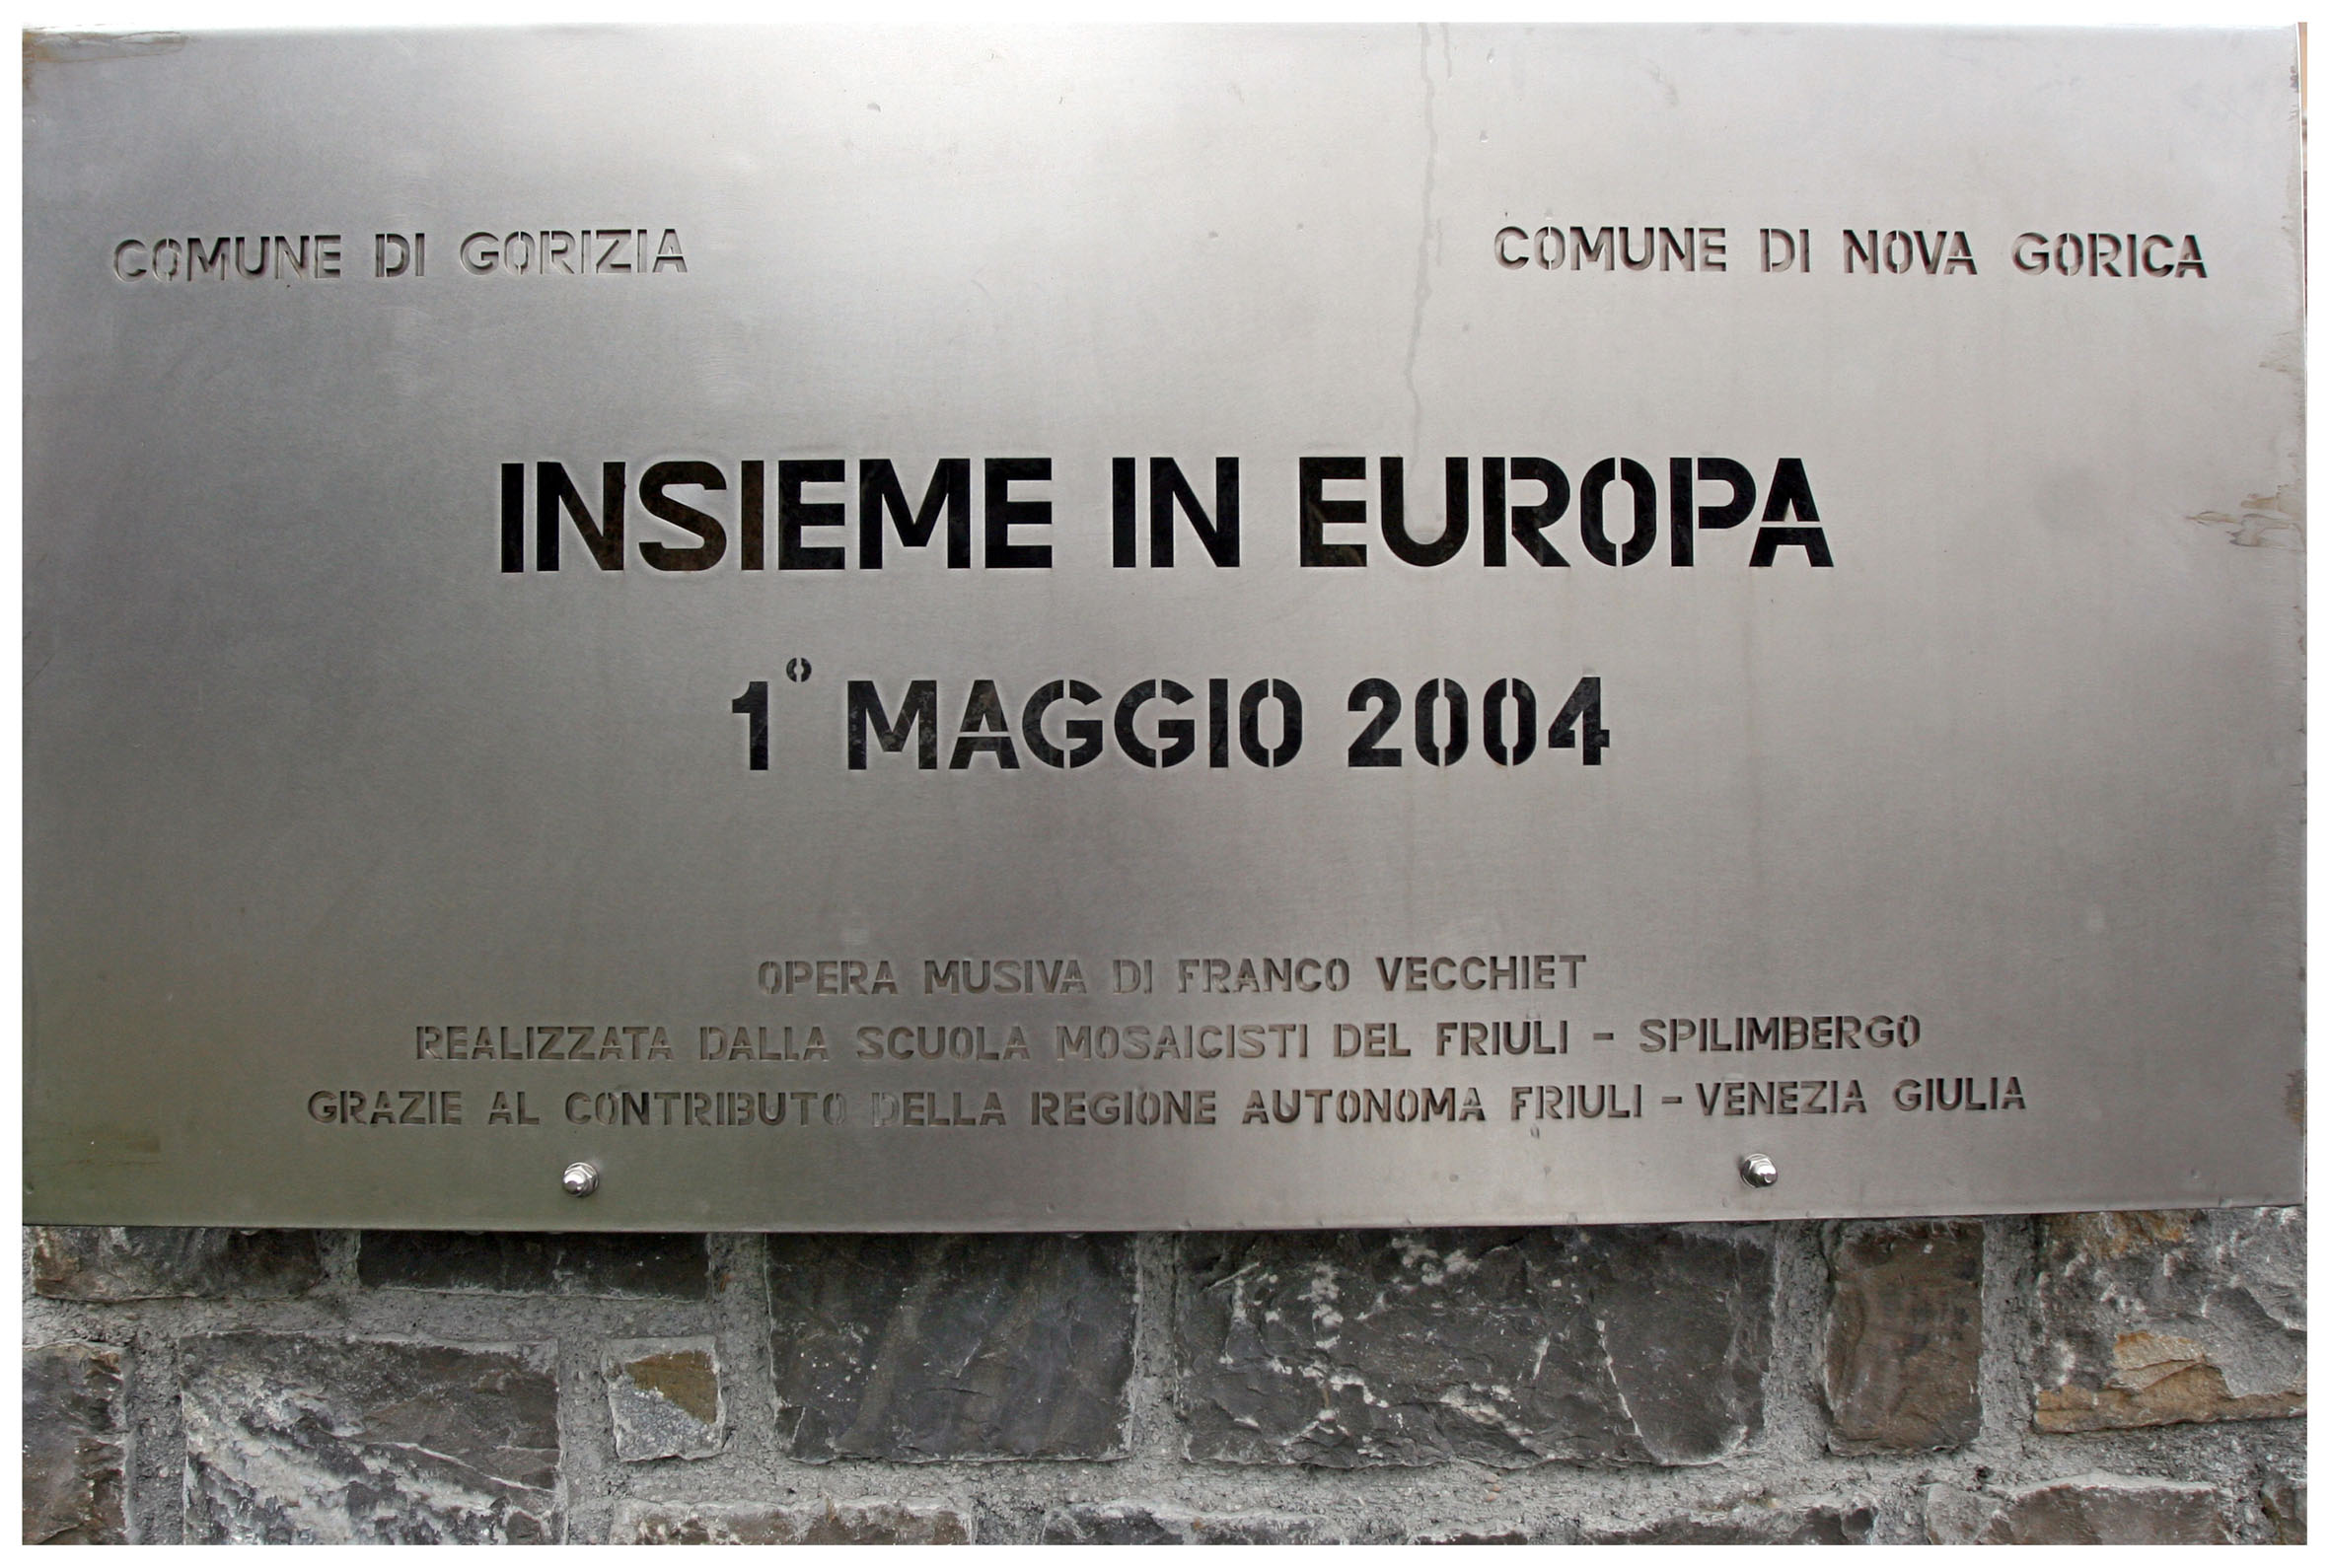 COMUNE DI GORIZIA
COMUNE DI NOVA GORICA
INSIEME IN EUROPA
1° MAGGIO 2004
OPERA MUSIVA DI FRANCO VECCHIET
REALIZZATA DALLA SCUOLA MOSAICISTI DEL FRIULI - SPILIMBERGO
GRAZIE AL CONTRIBUTO DELLA REGIONE AUTONOMA FRIULI - VENEZIA GIULIA